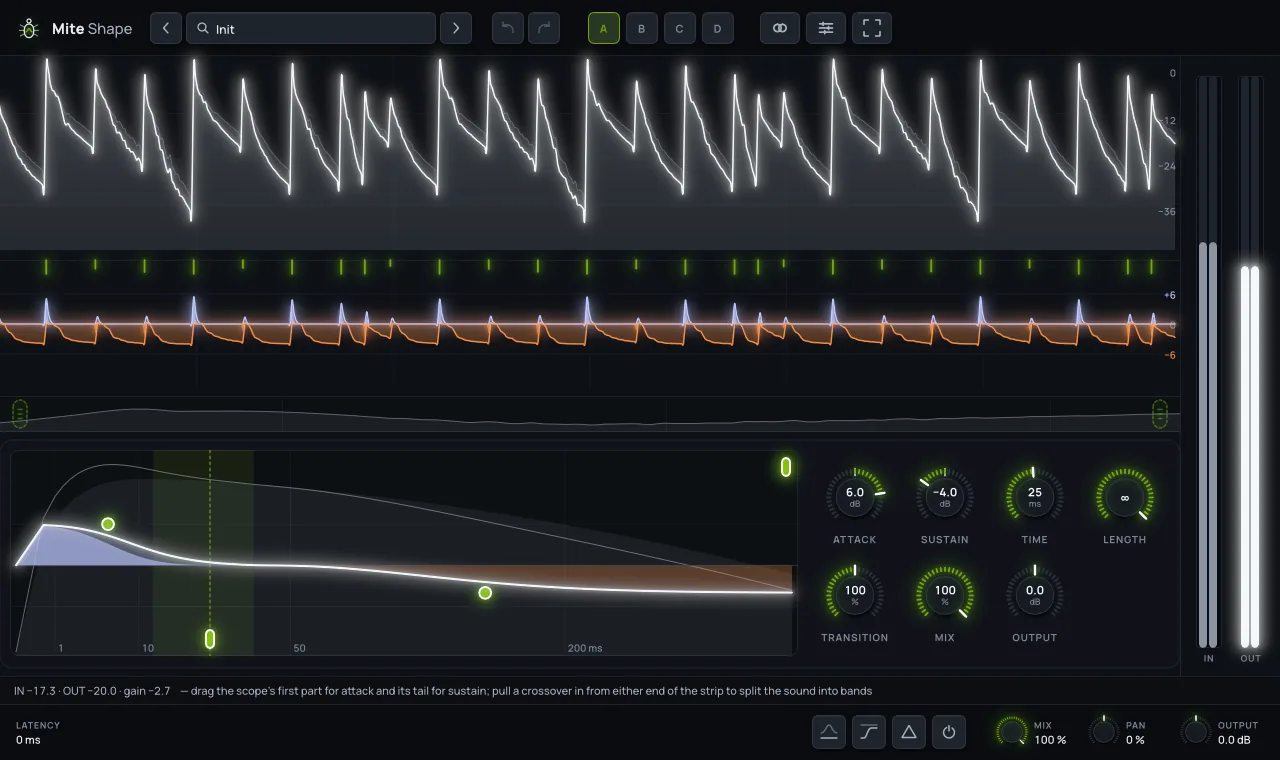 Mite Shape
Init
A B C D
0
−12
−24
−36
+6
0
−6
1 10 50 200 ms
6.0 dB ATTACK
−4.0 dB SUSTAIN
25 ms TIME
∞ LENGTH
100 % TRANSITION
100 % MIX
0.0 dB OUTPUT
IN OUT
IN −17.3 · OUT −20.0 · gain −2.7 — drag the scope's first part for attack and its tail for sustain; pull a crossover in from either end of the strip to split the sound into bands
LATENCY
0 ms
MIX
100 %
PAN
0 %
OUTPUT
0.0 dB